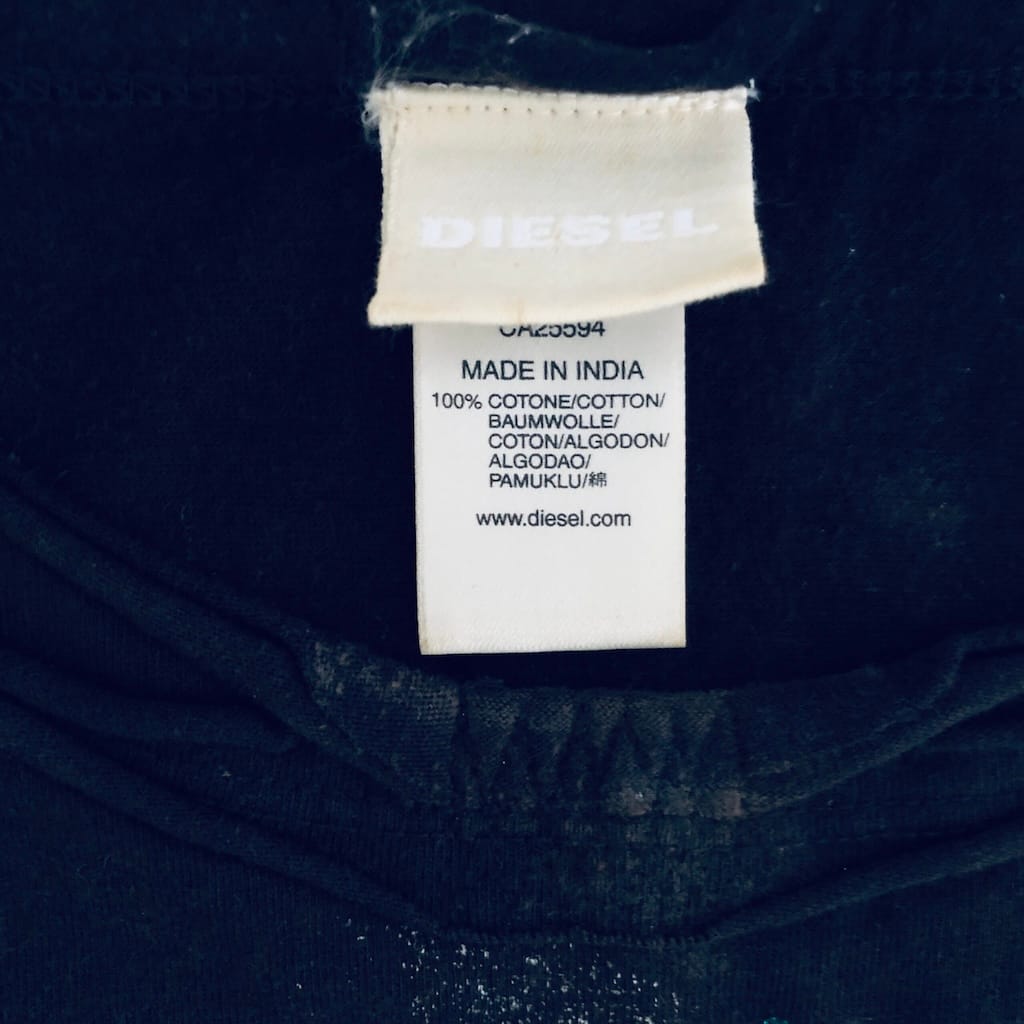 DIESEL
CA25594
MADE IN INDIA
100% COTONE/COTTON/
BAUMWOLLE/
COTON/ALGODON/
ALGODAO/
PAMUKLU/綿
www.diesel.com